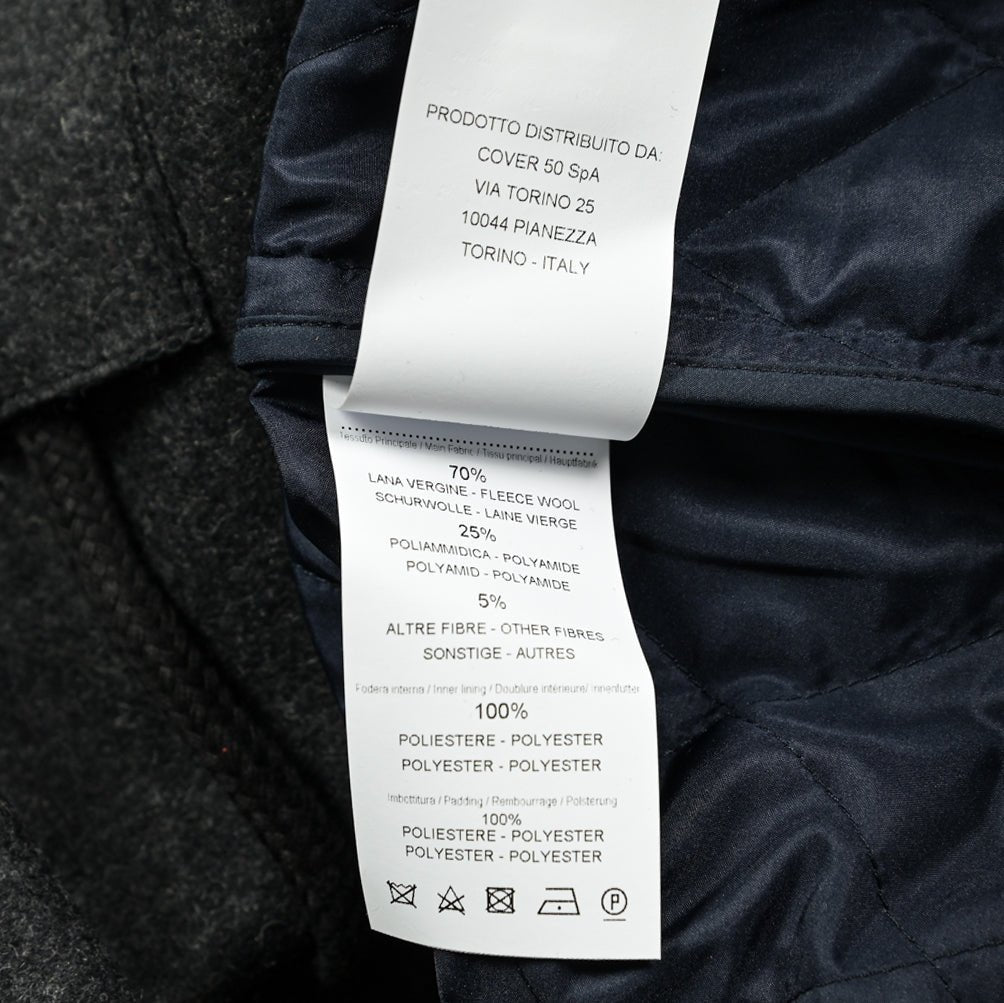 PRODOTTO DISTRIBUITO DA:
COVER 50 SpA
VIA TORINO 25
10044 PIANEZZA
TORINO - ITALY
Tessuto Principale / Main Fabric / Tissu principal / Hauptfabrik
70%
LANA VERGINE - FLEECE WOOL
SCHURWOLLE - LAINE VIERGE
25%
POLIAMMIDICA - POLYAMIDE
POLYAMID - POLYAMIDE
5%
ALTRE FIBRE - OTHER FIBRES
SONSTIGE - AUTRES
Fodera interna / Inner lining / Doublure intérieure/ Innenfutter
100%
POLIESTERE - POLYESTER
POLYESTER - POLYESTER
Imbottitura / Padding / Rembourrage / Polsterung
100%
POLIESTERE - POLYESTER
POLYESTER - POLYESTER
P